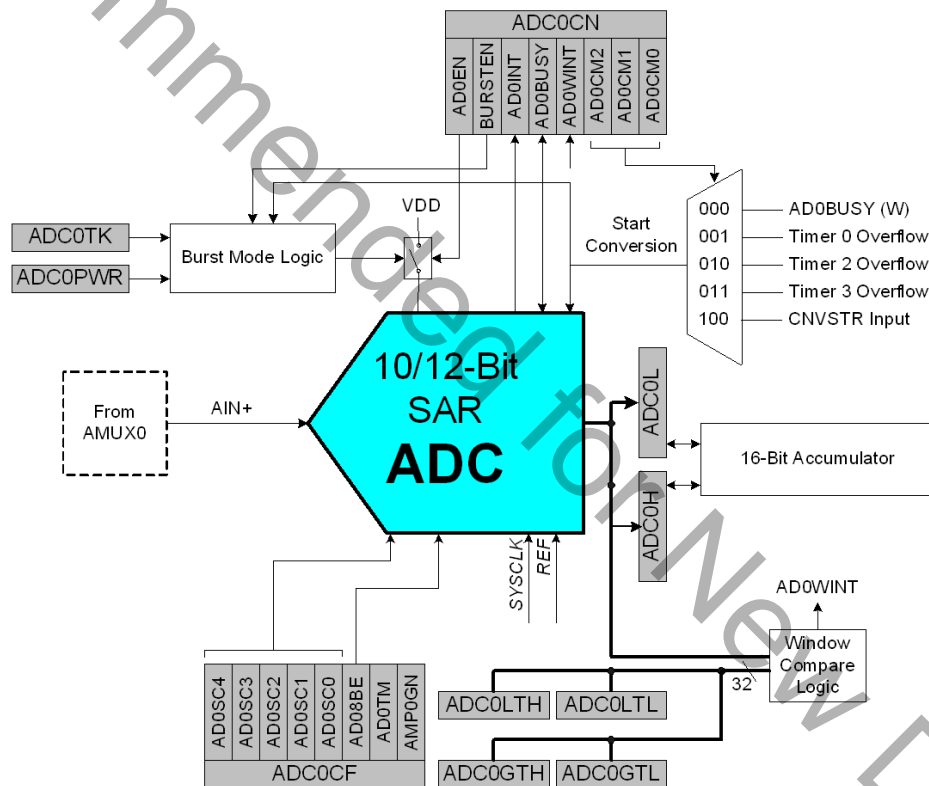 ADC0CN
AD0EN
BURSTEN
AD0INT
AD0BUSY
AD0WINT
AD0CM2
AD0CM1
AD0CM0
VDD
Start
Conversion
000
AD0BUSY (W)
001
Timer 0 Overflow
010
Timer 2 Overflow
011
Timer 3 Overflow
100
CNVSTR Input
ADC0TK
ADC0PWR
Burst Mode Logic
10/12-Bit
SAR
ADC
From
AMUX0
AIN+
ADC0L
ADC0H
16-Bit Accumulator
SYSCLK
REF
AD0WINT
Window
Compare
Logic
32
AD0SC4
AD0SC3
AD0SC2
AD0SC1
AD0SC0
AD08BE
AD0TM
AMP0GN
ADC0CF
ADC0LTH
ADC0LTL
ADC0GTH
ADC0GTL
mmended for New D